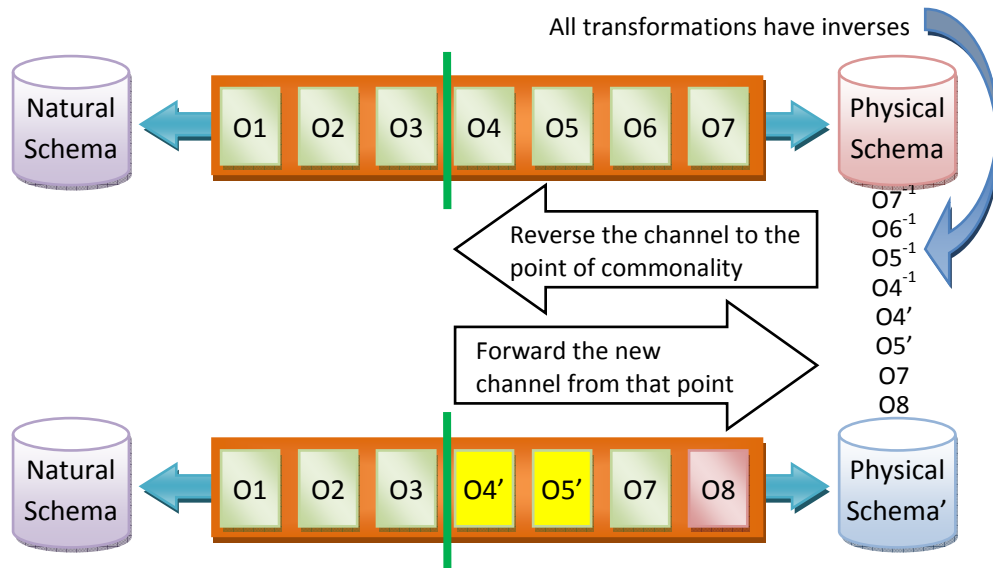 All transformations have inverses
Natural
Schema
O1 O2 O3 O4 O5 O6 O7
Physical
Schema
O7⁻¹
O6⁻¹
O5⁻¹
O4⁻¹
O4’
O5’
O7
O8
Reverse the channel to the
point of commonality
Forward the new
channel from that point
Natural
Schema
O1 O2 O3 O4’ O5’ O7 O8
Physical
Schema’